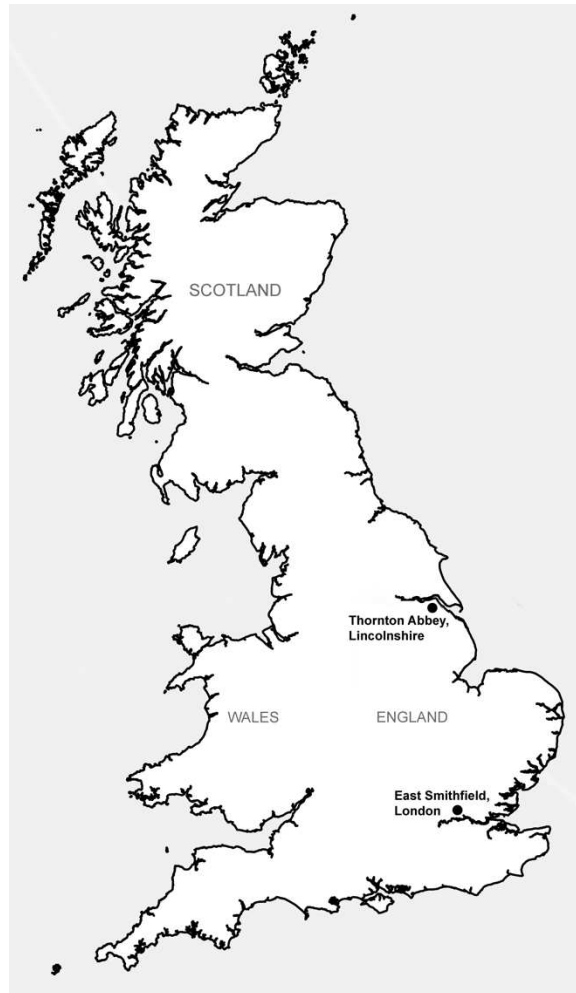 SCOTLAND
Thornton Abbey,
Lincolnshire
WALES
ENGLAND
East Smithfield,
London